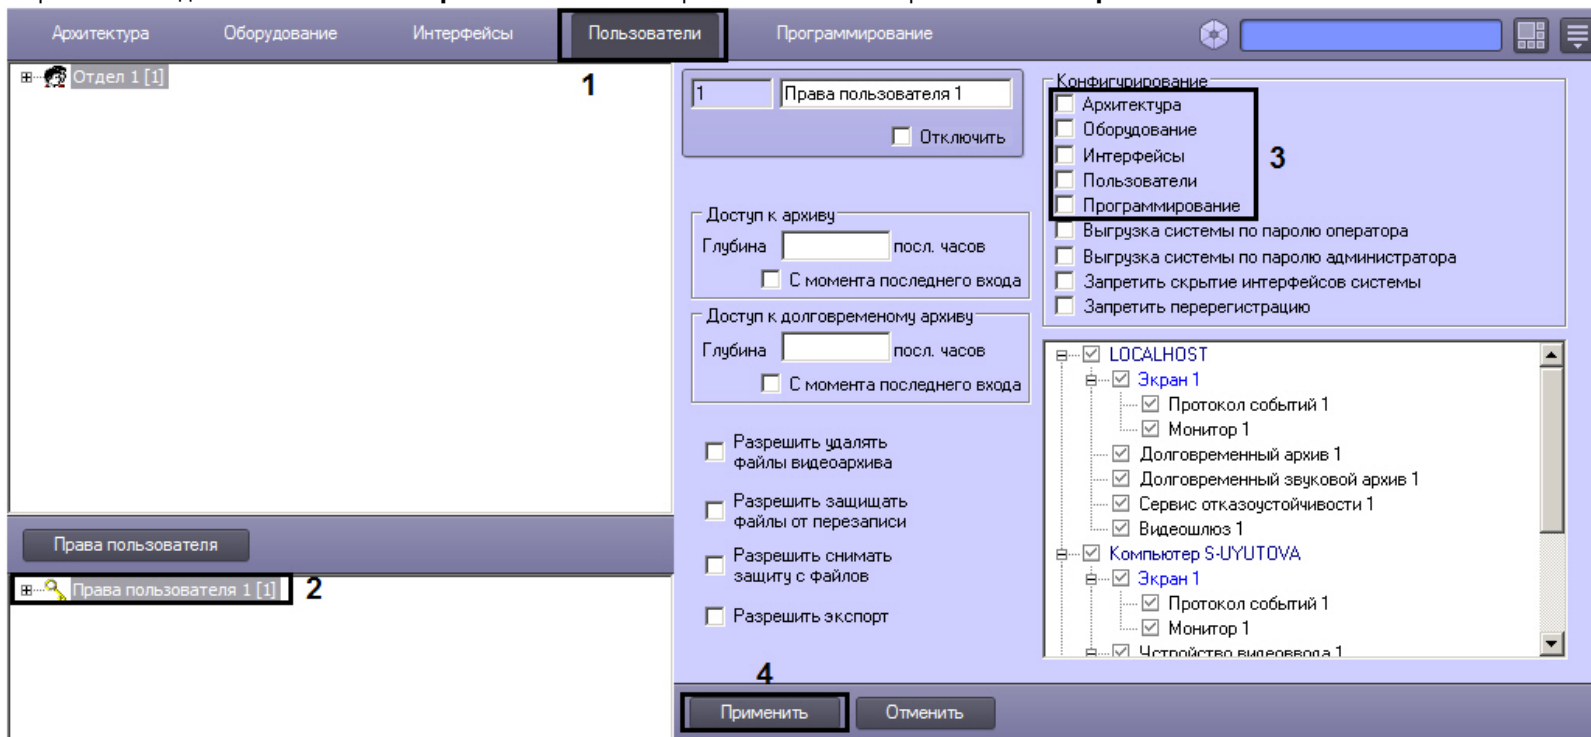 Архитектура
Оборудование
Интерфейсы
Пользователи
Программирование
1
Отдел 1 [1]
Права пользователя
Права пользователя 1 [1]
2
1
Права пользователя 1
Отключить
Доступ к архиву
Глубина
посл. часов
С момента последнего входа
Доступ к долговременому архиву
Глубина
посл. часов
С момента последнего входа
Разрешить удалять
файлы видеоархива
Разрешить защищать
файлы от перезаписи
Разрешить снимать
защиту с файлов
Разрешить экспорт
Конфигурирование
Архитектура
Оборудование
Интерфейсы
Пользователи
Программирование
3
Выгрузка системы по паролю оператора
Выгрузка системы по паролю администратора
Запретить скрытие интерфейсов системы
Запретить перерегистрацию
LOCALHOST
Экран 1
Протокол событий 1
Монитор 1
Долговременный архив 1
Долговременный звуковой архив 1
Сервис отказоустойчивости 1
Видеошлюз 1
Компьютер S-UYUTOVA
Экран 1
Протокол событий 1
Монитор 1
Устройство видеоввода 1
4
Применить
Отменить